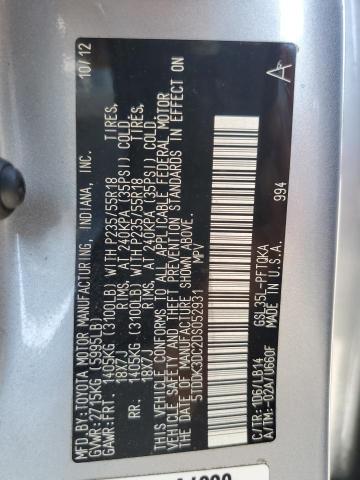 MFD.BY:TOYOTA MOTOR MANUFACTURING, INDIANA, INC. 10/12
GVWR:2715KG (5995LB)
GAWR:FRT. 1405KG (3100LB) WITH P235/55R18 TIRES,
18X7J RIMS, AT 240KPA (35PSI) COLD,
RR. 1405KG (3100LB) WITH P235/55R18 TIRES,
18X7J RIMS, AT 240KPA (35PSI) COLD,
THIS VEHICLE CONFORMS TO ALL APPLICABLE FEDERAL MOTOR
VEHICLE SAFETY AND THEFT PREVENTION STANDARDS IN EFFECT ON
THE DATE OF MANUFACTURE SHOWN ABOVE.
5TDDK3DC2DS052931 MPV
GSL35L-PFTQKA
C/TR:1D6/LB14 MADE IN U.S.A. 994
A/TM:-02A/U660F
A